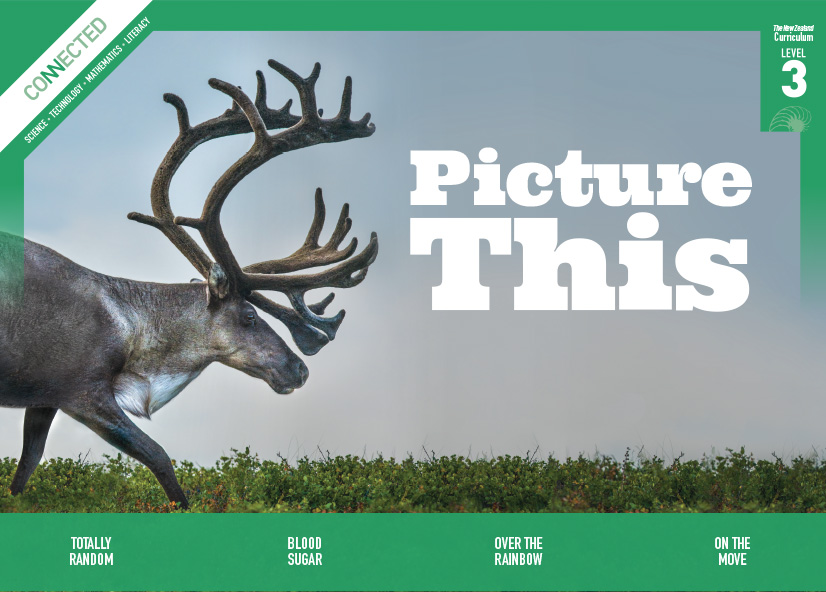 CONNECTED
SCIENCE • TECHNOLOGY • MATHEMATICS • LITERACY
The New Zealand
Curriculum
LEVEL
3
Picture
This
TOTALLY
RANDOM
BLOOD
SUGAR
OVER THE
RAINBOW
ON THE
MOVE